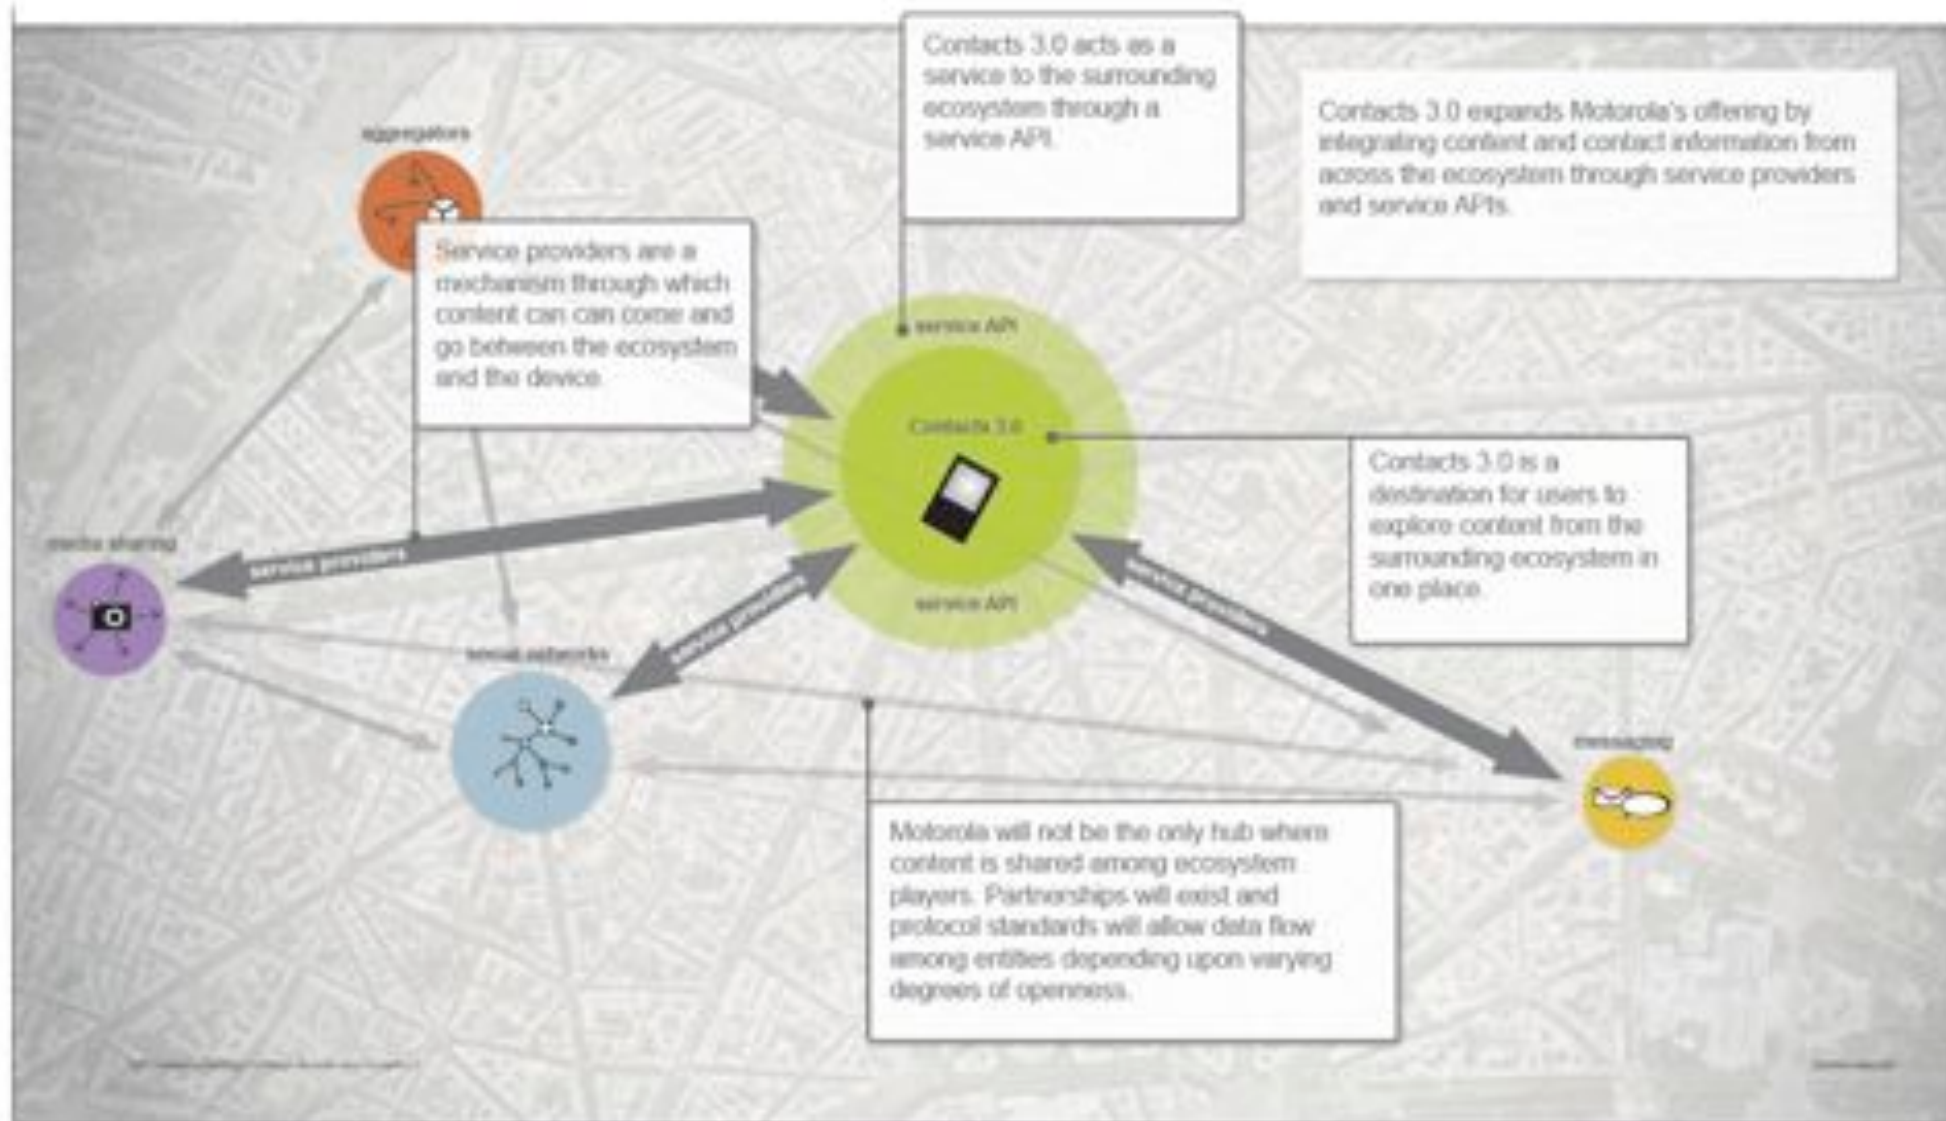 Contacts 3.0 acts as a
service to the surrounding
ecosystem through a
service API.
Contacts 3.0 expands Motorola's offering by
integrating content and contact information from
across the ecosystem through service providers
and service APIs.
aggregators
Service providers are a
mechanism through which
content can can come and
go between the ecosystem
and the device.
service API
Contacts 3.0
Contacts 3.0 is a
destination for users to
explore content from the
surrounding ecosystem in
one place.
media sharing
service providers
service providers
service providers
service API
social networks
messaging
Motorola will not be the only hub where
content is shared among ecosystem
players. Partnerships will exist and
protocol standards will allow data flow
among entities depending upon varying
degrees of openness.